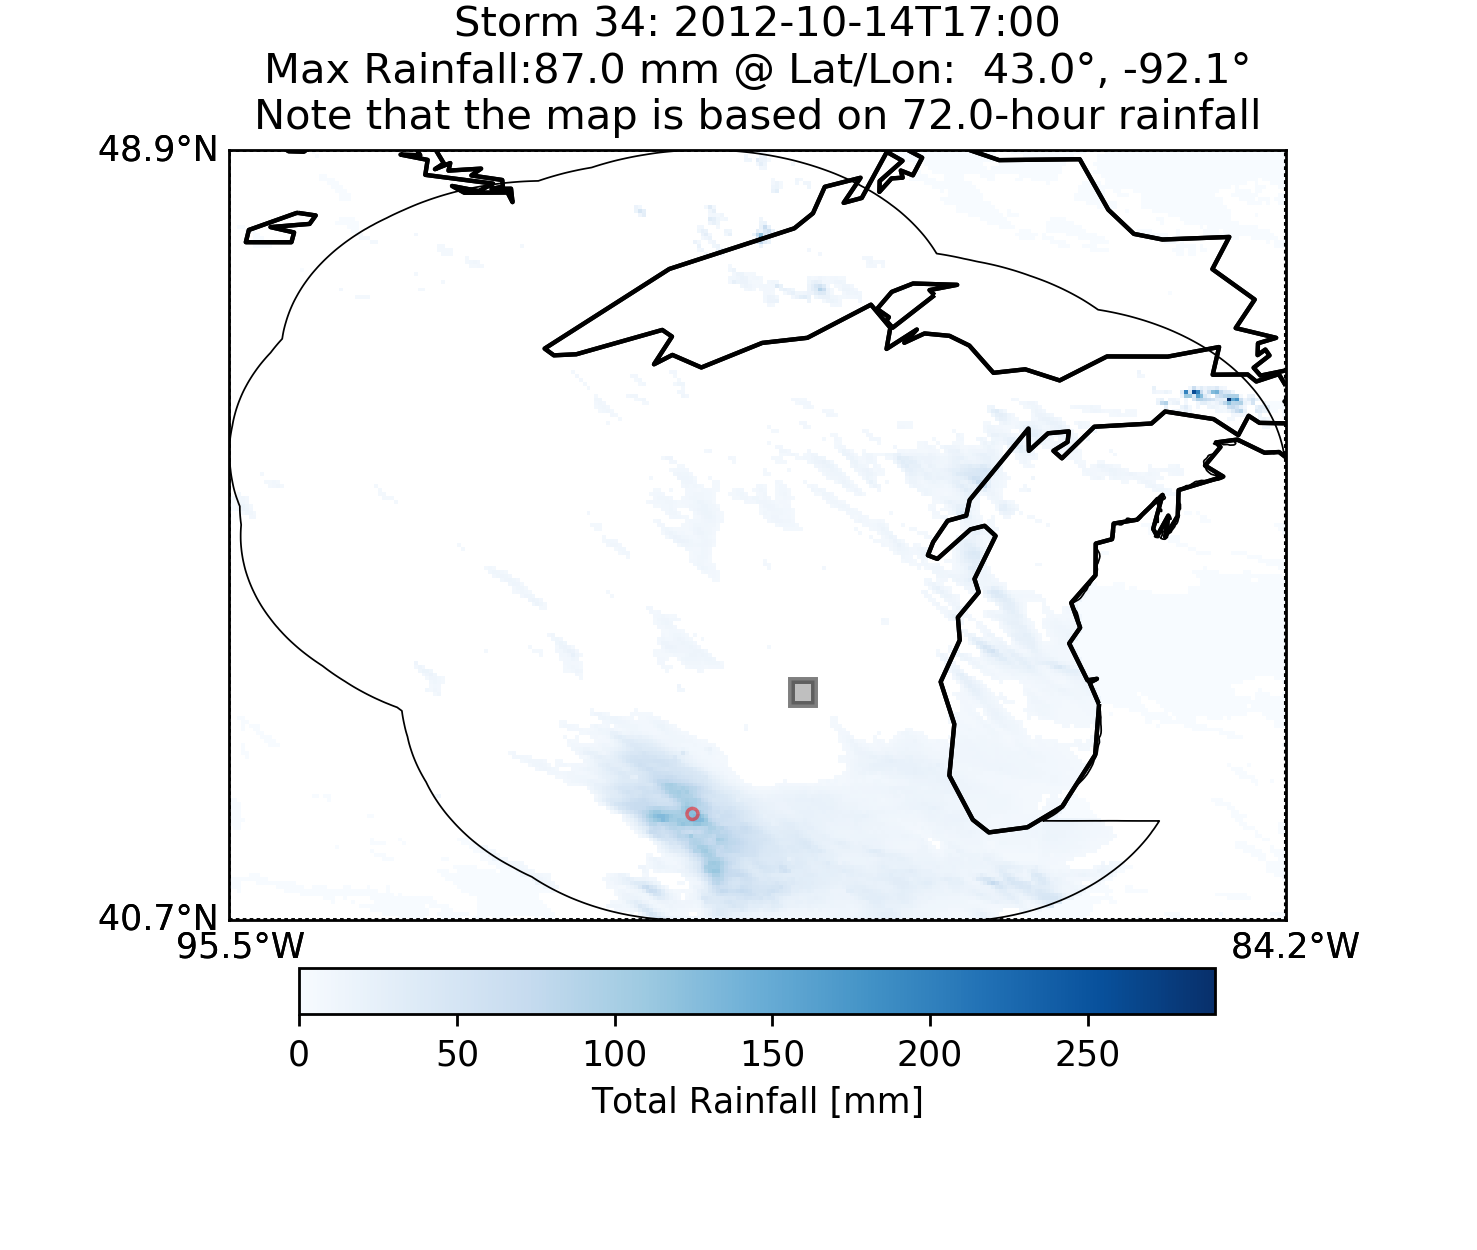 Storm 34: 2012-10-14T17:00
Max Rainfall:87.0 mm @ Lat/Lon:  43.0°, -92.1°
Note that the map is based on 72.0-hour rainfall
48.9°N
40.7°N
95.5°W 84.2°W
0 50 100 150 200 250
Total Rainfall [mm]